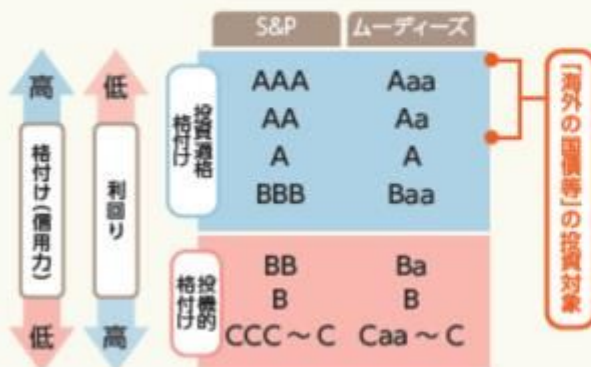 S&P ムーディーズ
高 低
格付け(信用力)
利回り
低 高
投資適格
格付け
AAA Aaa
AA Aa
A A
BBB Baa
投機的
格付け
BB Ba
B B
CCC～C Caa～C
「海外の国債等」の投資対象